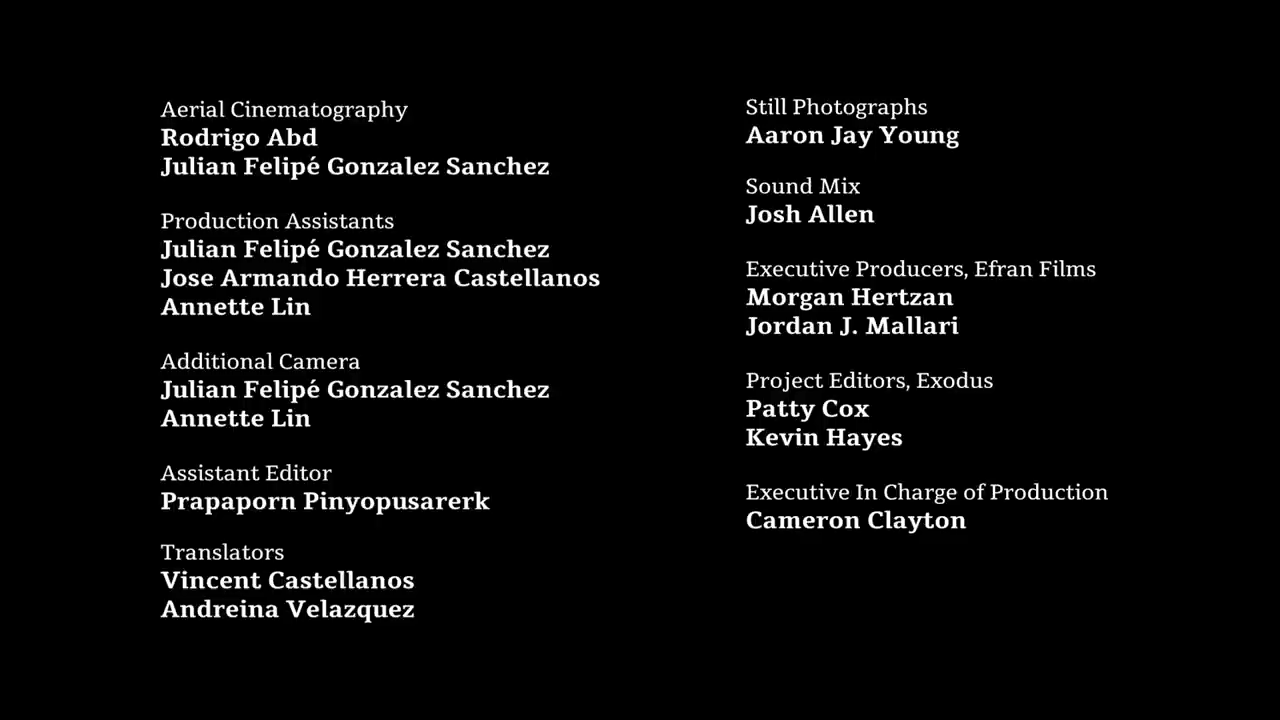 Aerial Cinematography
Rodrigo Abd
Julian Felipé Gonzalez Sanchez
Production Assistants
Julian Felipé Gonzalez Sanchez
Jose Armando Herrera Castellanos
Annette Lin
Additional Camera
Julian Felipé Gonzalez Sanchez
Annette Lin
Assistant Editor
Prapaporn Pinyopusarerk
Translators
Vincent Castellanos
Andreina Velazquez
Still Photographs
Aaron Jay Young
Sound Mix
Josh Allen
Executive Producers, Efran Films
Morgan Hertzan
Jordan J. Mallari
Project Editors, Exodus
Patty Cox
Kevin Hayes
Executive In Charge of Production
Cameron Clayton